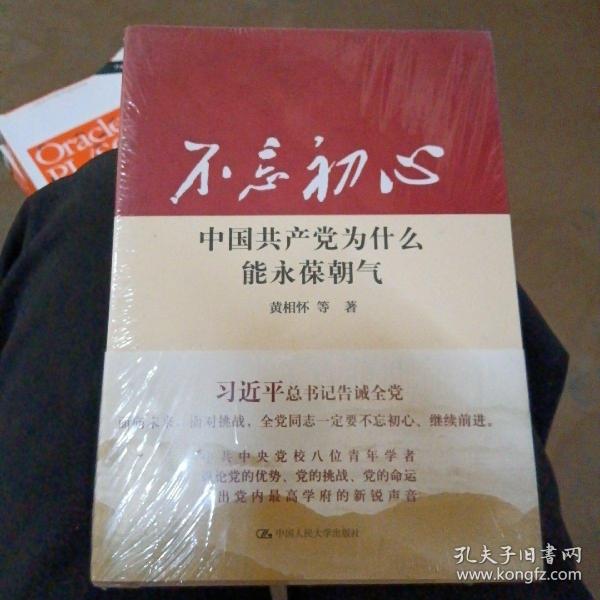 Oracle
不忘初心
中国共产党为什么
能永葆朝气
黄相怀 等 著
习近平总书记告诫全党
面向未来,面对挑战,全党同志一定要不忘初心、继续前进。
共中央党校八位青年学者
论党的优势、党的挑战、党的命运
出党内最高学府的新锐声音
中国人民大学出版社
孔夫子旧书网
www.kongfz.com